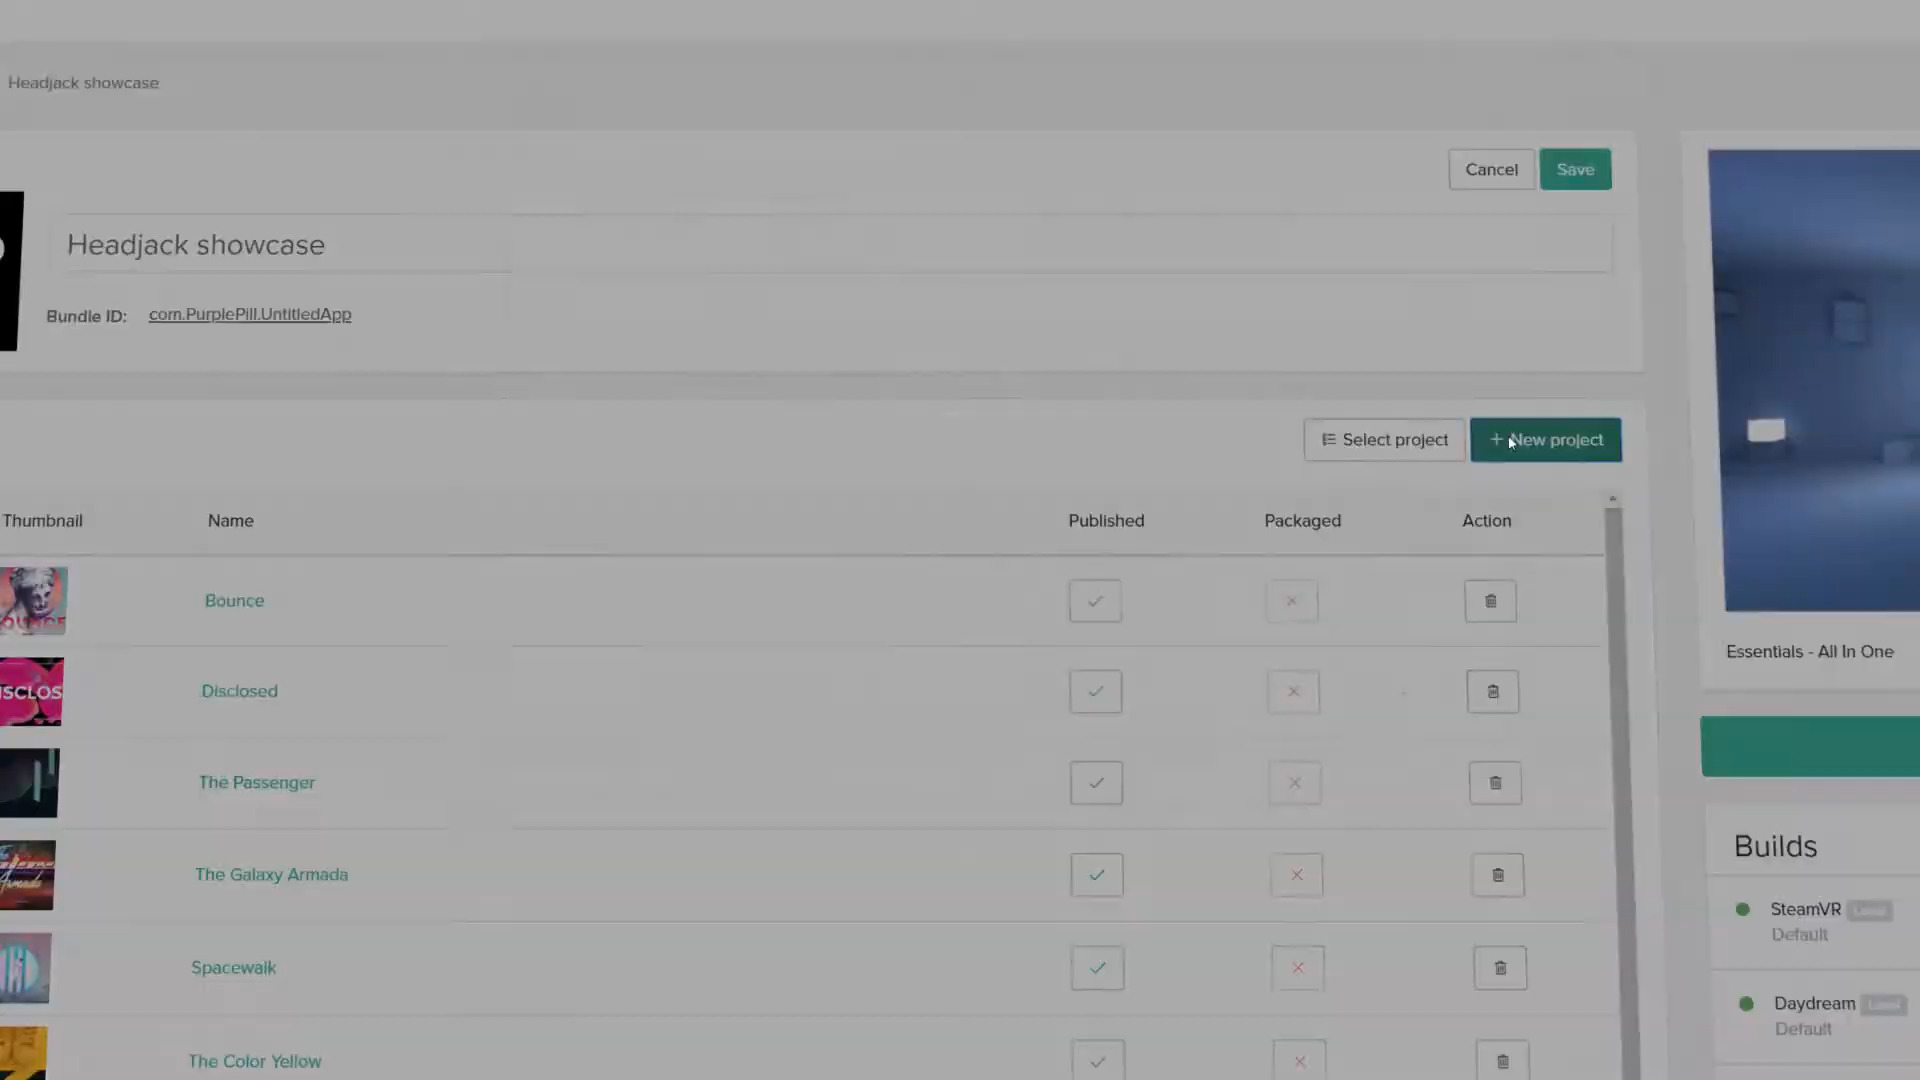 Headjack showcase
Cancel
Save
Headjack showcase
Bundle ID: com.PurplePill.UntitledApp
Select project
+ New project
Thumbnail Name Published Packaged Action
Bounce
Disclosed
The Passenger
The Galaxy Armada
Spacewalk
The Color Yellow
Essentials - All In One
Builds
SteamVR
Default
Daydream
Default